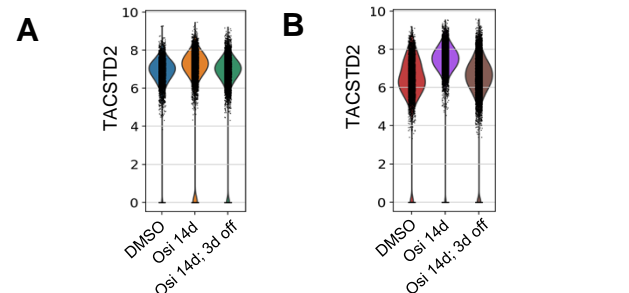 A
TACSTD2
10
8
6
4
2
0
DMSO
Osi 14d
Osi 14d; 3d off
B
TACSTD2
10
8
6
4
2
0
DMSO
Osi 14d
Osi 14d; 3d off